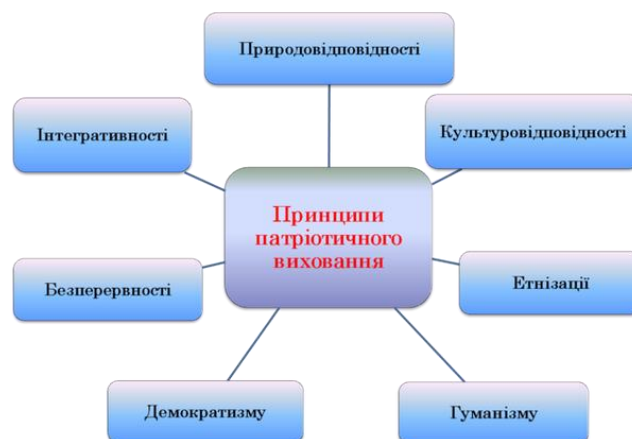 Природовідповідності
Інтегративності
Культуровідповідності
Принципи
патріотичного
виховання
Безперервності
Етнізації
Демократизму
Гуманізму